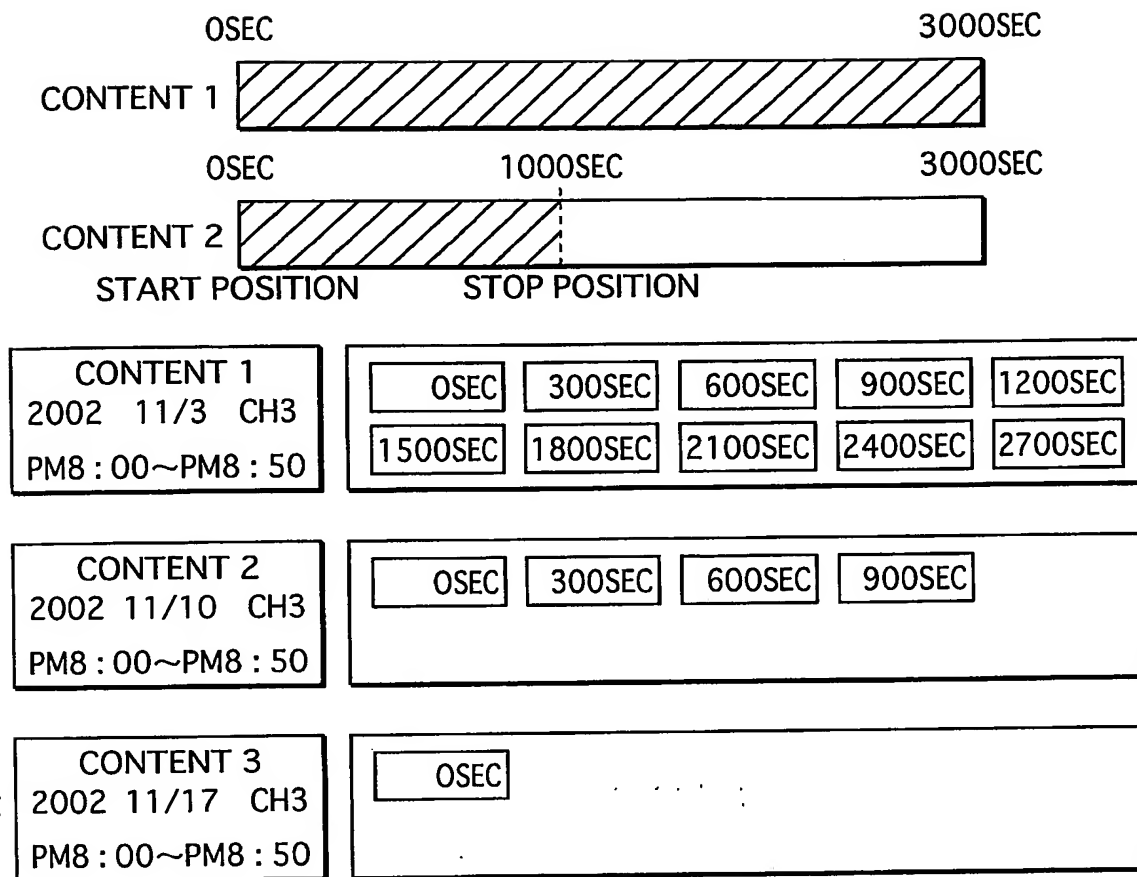 0SEC 3000SEC
CONTENT 1
0SEC 1000SEC 3000SEC
CONTENT 2
START POSITION STOP POSITION
CONTENT 1
2002 11/3 CH3
PM8:00~PM8:50
0SEC 300SEC 600SEC 900SEC 1200SEC
1500SEC 1800SEC 2100SEC 2400SEC 2700SEC
CONTENT 2
2002 11/10 CH3
PM8:00~PM8:50
0SEC 300SEC 600SEC 900SEC
CONTENT 3
2002 11/17 CH3
PM8:00~PM8:50
0SEC